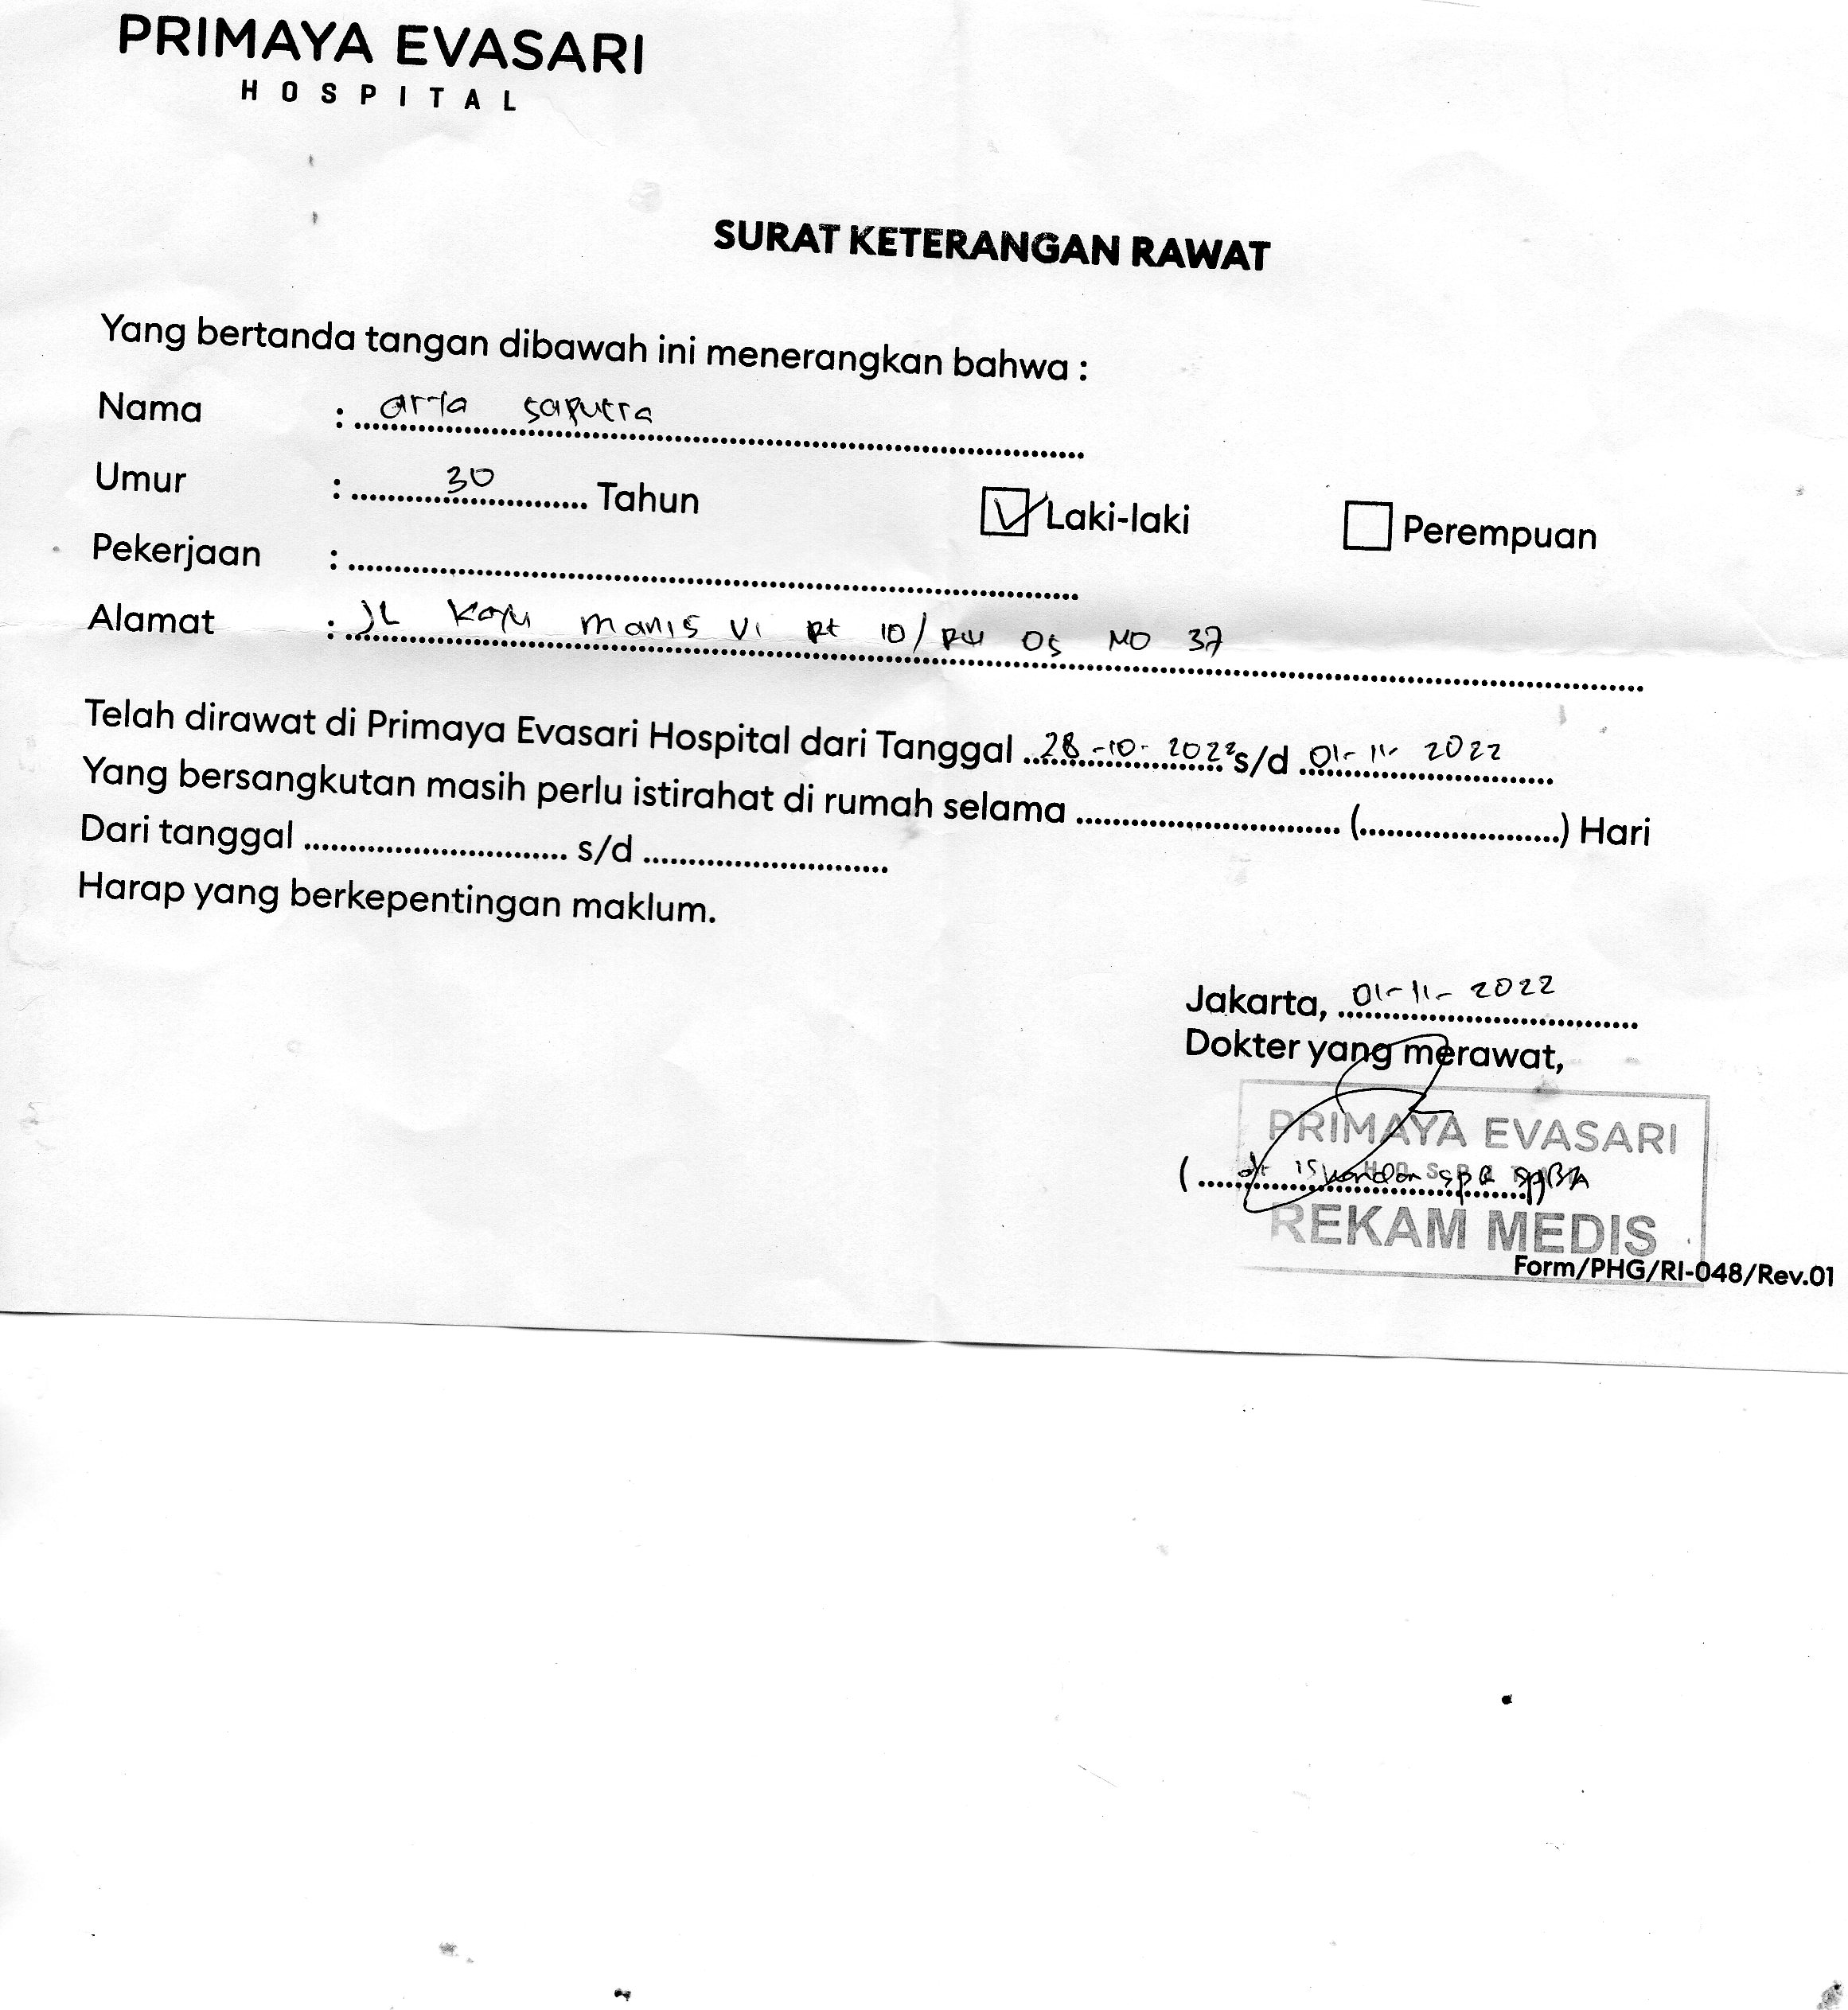 PRIMAYA EVASARI
HOSPITAL
SURAT KETERANGAN RAWAT
Yang bertanda tangan dibawah ini menerangkan bahwa :
Nama : arta saputra
Umur : 30 Tahun Laki-laki Perempuan
Pekerjaan :
Alamat : JL Kayu manis VI Rt 10/RW 05 NO 37
Telah dirawat di Primaya Evasari Hospital dari Tanggal 28-10-2022 s/d 01-11-2022
Yang bersangkutan masih perlu istirahat di rumah selama (....................) Hari
Dari tanggal s/d
Harap yang berkepentingan maklum.
Jakarta, 01-11-2022
Dokter yang merawat,
PRIMAYA EVASARI
HOSPITAL
(dr iskandar)
REKAM MEDIS
Form/PHG/RI-048/Rev.01